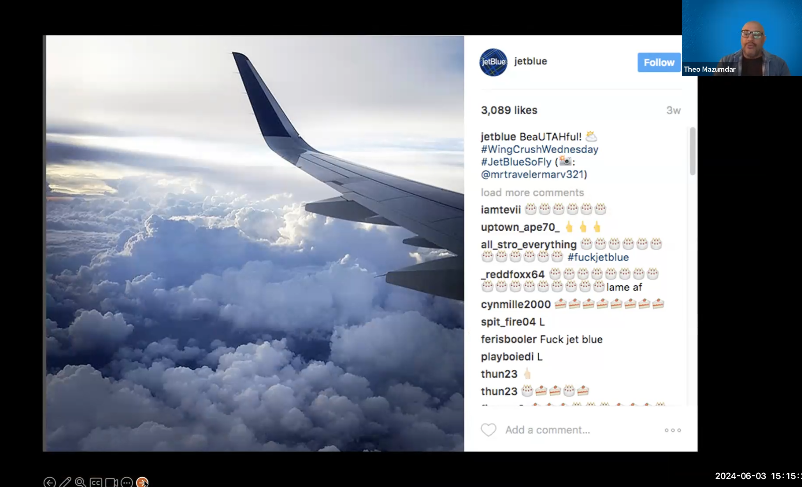 jetBlue
jetblue
Follow
3,089 likes
3w
jetblue BeaUTAHful! ⛅
#WingCrushWednesday
#JetBlueSoFly (📷:
@mrtravelermarv321)
load more comments
iamtevii 🎂🎂🎂🎂🎂🎂
uptown_ape70_ 🖕🖕🖕
all_stro_everything 🎂🎂🎂🎂🎂🎂
🎂🎂🎂🎂🎂🎂 #fuckjetblue
_reddfoxx64 🎂🎂🎂🎂🎂🎂🎂🎂
🎂🎂🎂🎂🎂🎂🎂🎂🎂lame af
cynmille2000 🍰🍰🍰🍰🍰🍰🍰🍰
spit_fire04 L
ferisbooler Fuck jet blue
playboiedi L
thun23 🖕🏻
thun23 🎂🍰🍰🎂🍰
Add a comment...
Theo Mazumdar
CC
2024-06-03 15:15: